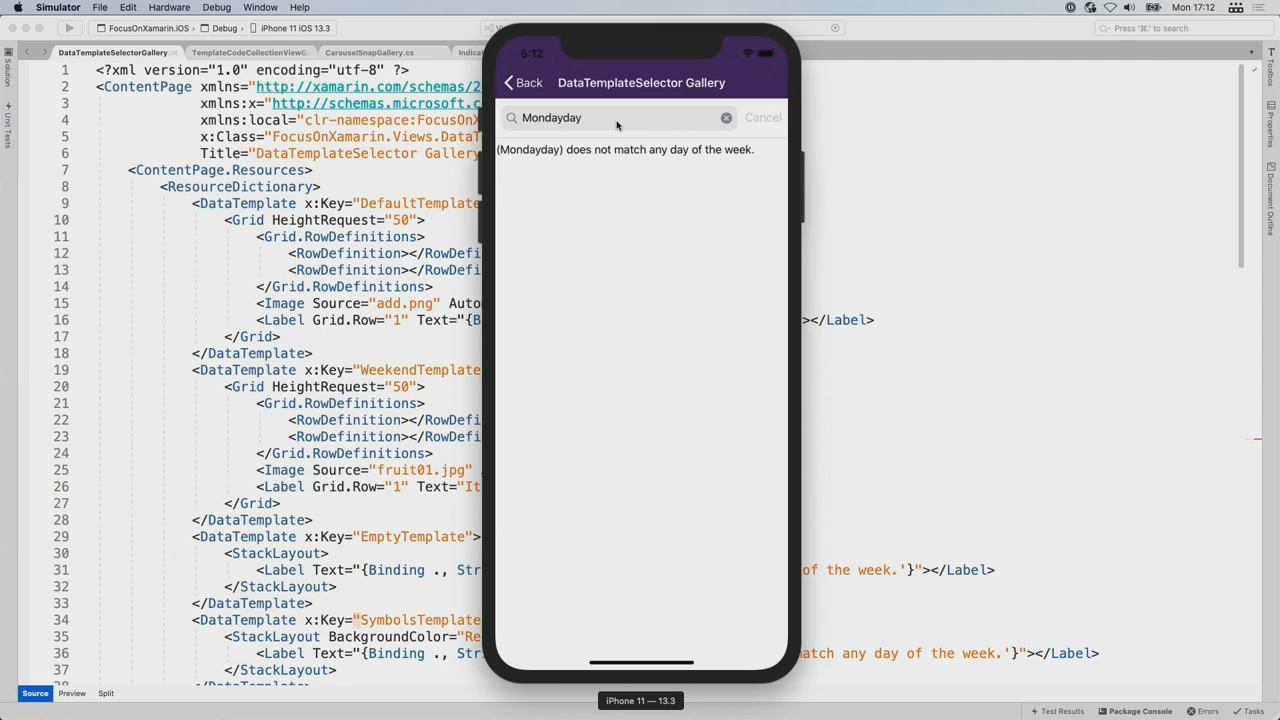 Simulator File Edit Hardware Debug Window Help
Mon 17:12
FocusOnXamarin.iOS › Debug › iPhone 11 iOS 13.3
Press '⌘.' to search
DataTemplateSelectorGallery.
TemplateCodeCollectionViewG
CarouselSnapGallery.cs
Indicat
Solution
Unit Tests
Toolbox
Properties
Document Outline
1 <?xml version="1.0" encoding="utf-8" ?>
2 <ContentPage xmlns="http://xamarin.com/schemas/2
3 xmlns:x="http://schemas.microsoft.c
4 xmlns:local="clr-namespace:FocusOnX
5 x:Class="FocusOnXamarin.Views.DataT
6 Title="DataTemplateSelector Gallery
7 <ContentPage.Resources>
8 <ResourceDictionary>
9 <DataTemplate x:Key="DefaultTemplate
10 <Grid HeightRequest="50">
11 <Grid.RowDefinitions>
12 <RowDefinition></RowDefi
13 <RowDefinition></RowDefi
14 </Grid.RowDefinitions>
15 <Image Source="add.png" Auto
16 <Label Grid.Row="1" Text="{B ></Label>
17 </Grid>
18 </DataTemplate>
19 <DataTemplate x:Key="WeekendTemplate
20 <Grid HeightRequest="50">
21 <Grid.RowDefinitions>
22 <RowDefinition></RowDefi
23 <RowDefinition></RowDefi
24 </Grid.RowDefinitions>
25 <Image Source="fruit01.jpg"
26 <Label Grid.Row="1" Text="It
27 </Grid>
28 </DataTemplate>
29 <DataTemplate x:Key="EmptyTemplate">
30 <StackLayout>
31 <Label Text="{Binding ., Str of the week.'}"></Label>
32 </StackLayout>
33 </DataTemplate>
34 <DataTemplate x:Key="SymbolsTemplate
35 <StackLayout BackgroundColor="Re
36 <Label Text="{Binding ., Str atch any day of the week.'}"></Label>
37 </StackLayout>
5:12
Back DataTemplateSelector Gallery
Mondayday Cancel
(Mondayday) does not match any day of the week.
iPhone 11 — 13.3
Source Preview Split
Test Results Package Console Errors Tasks